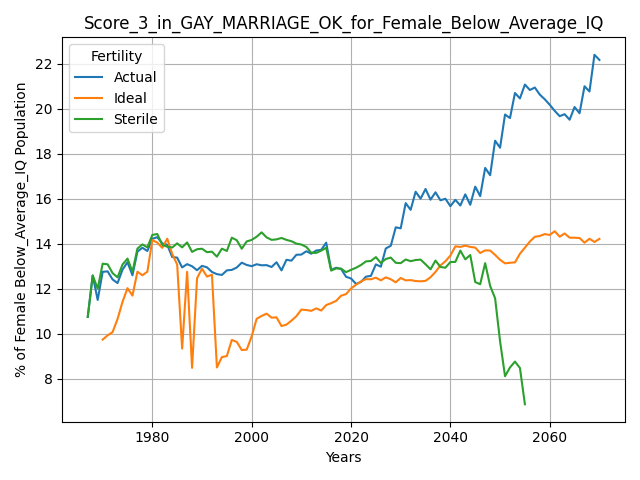 Score_3_in_GAY_MARRIAGE_OK_for_Female_Below_Average_IQ
Fertility
Actual
Ideal
Sterile
% of Female Below_Average_IQ Population
22
20
18
16
14
12
10
8
1980
2000
2020
2040
2060
Years